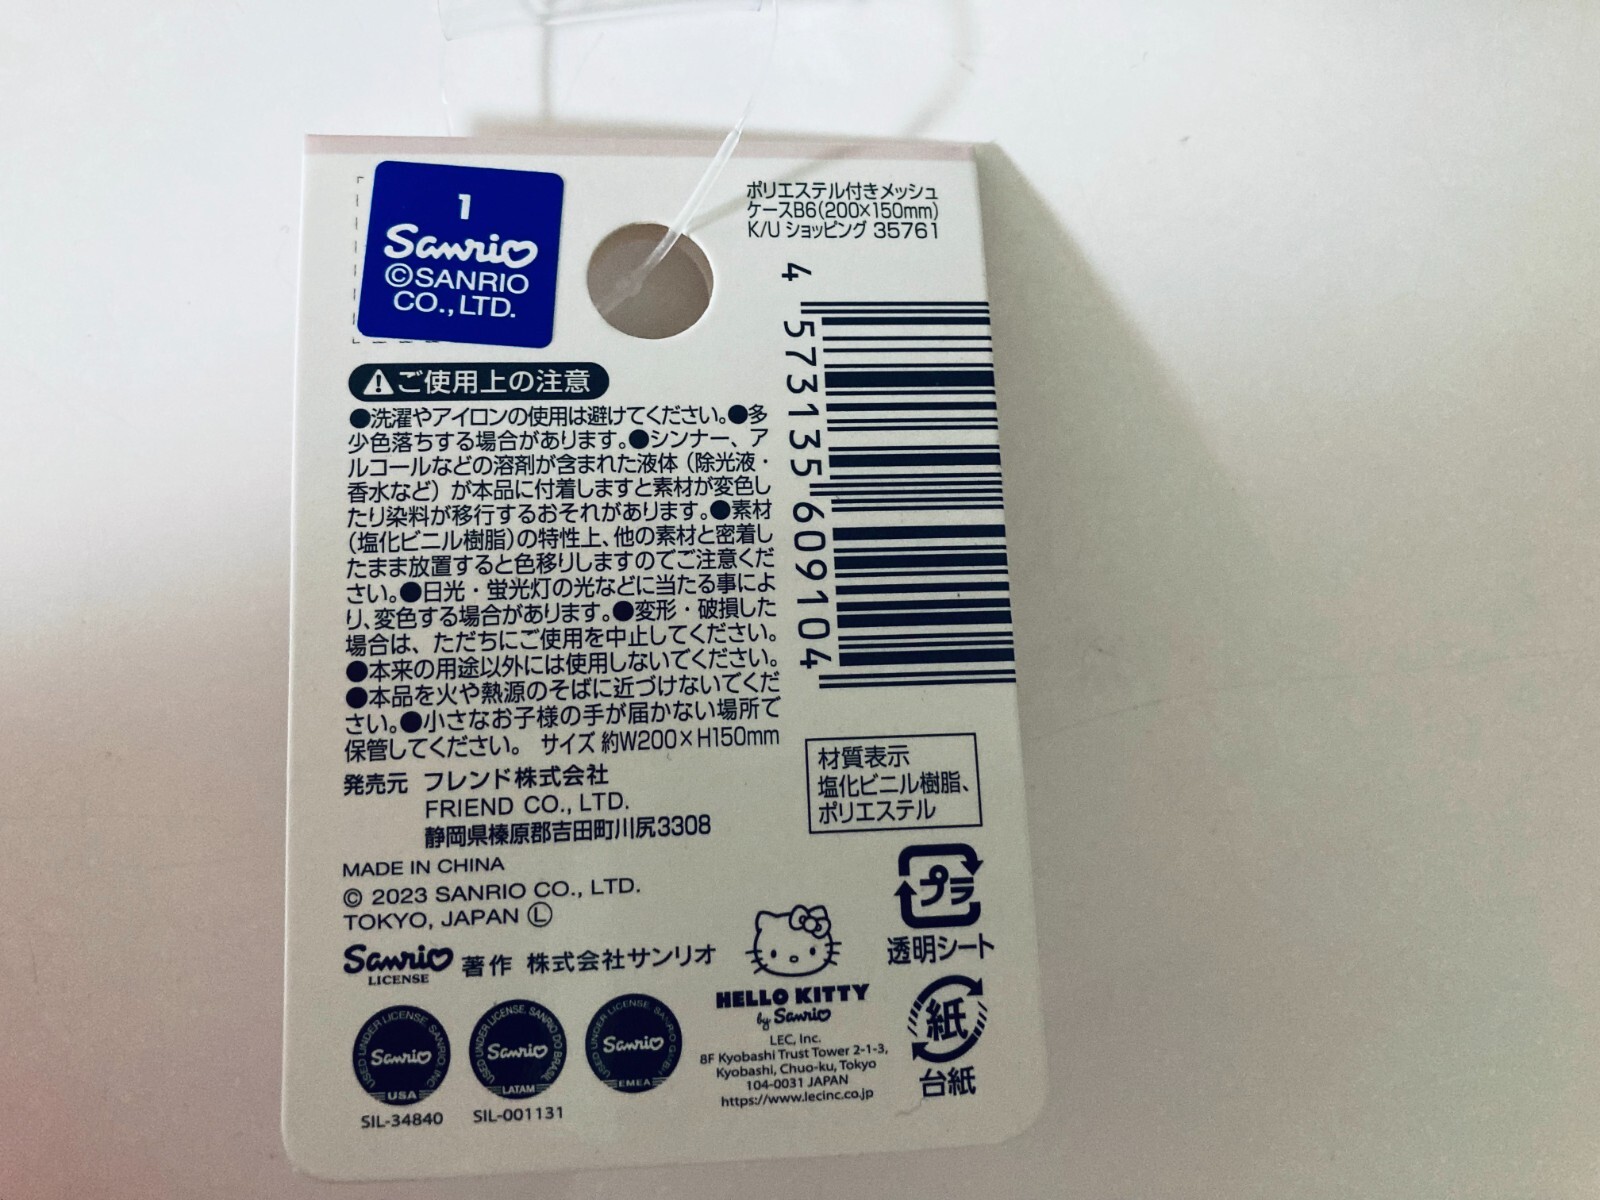 1
Sanrio
©SANRIO
CO.,LTD.
ポリエステル付きメッシュ
ケースB6(200×150mm)
K/U ショッピング 35761
4 573135 609104
ご使用上の注意
●洗濯やアイロンの使用は避けてください。●多
少色落ちする場合があります。●シンナー、ア
ルコールなどの溶剤が含まれた液体(除光液・
香水など)が本品に付着しますと素材が変色し
たり染料が移行するおそれがあります。●素材
(塩化ビニル樹脂)の特性上、他の素材と密着し
たまま放置すると色移りしますのでご注意くだ
さい。●日光・蛍光灯の光などに当たる事によ
り、変色する場合があります。●変形・破損した
場合は、ただちにご使用を中止してください。
●本来の用途以外には使用しないでください。
●本品を火や熱源のそばに近づけないでくだ
さい。●小さなお子様の手が届かない場所で
保管してください。 サイズ 約W200×H150mm
発売元 フレンド株式会社
FRIEND CO., LTD.
静岡県榛原郡吉田町川尻3308
MADE IN CHINA
© 2023 SANRIO CO., LTD.
TOKYO, JAPAN Ⓛ
材質表示
塩化ビニル樹脂、
ポリエステル
プラ
透明シート
紙
台紙
Sanrio
LICENSE
著作 株式会社サンリオ
HELLO KITTY
by Sanrio
LEC, Inc.
8F Kyobashi Trust Tower 2-1-3,
Kyobashi, Chuo-ku, Tokyo
104-0031 JAPAN
https://www.lecinc.co.jp
USED UNDER LICENSE, SANRIO, INC.
Sanrio
USA
SIL-34840
USED UNDER LICENSE, SANRIO DO BRASIL
Sanrio
LATAM
SIL-001131
USED UNDER LICENSE, SANRIO GMBH
Sanrio
EMEA